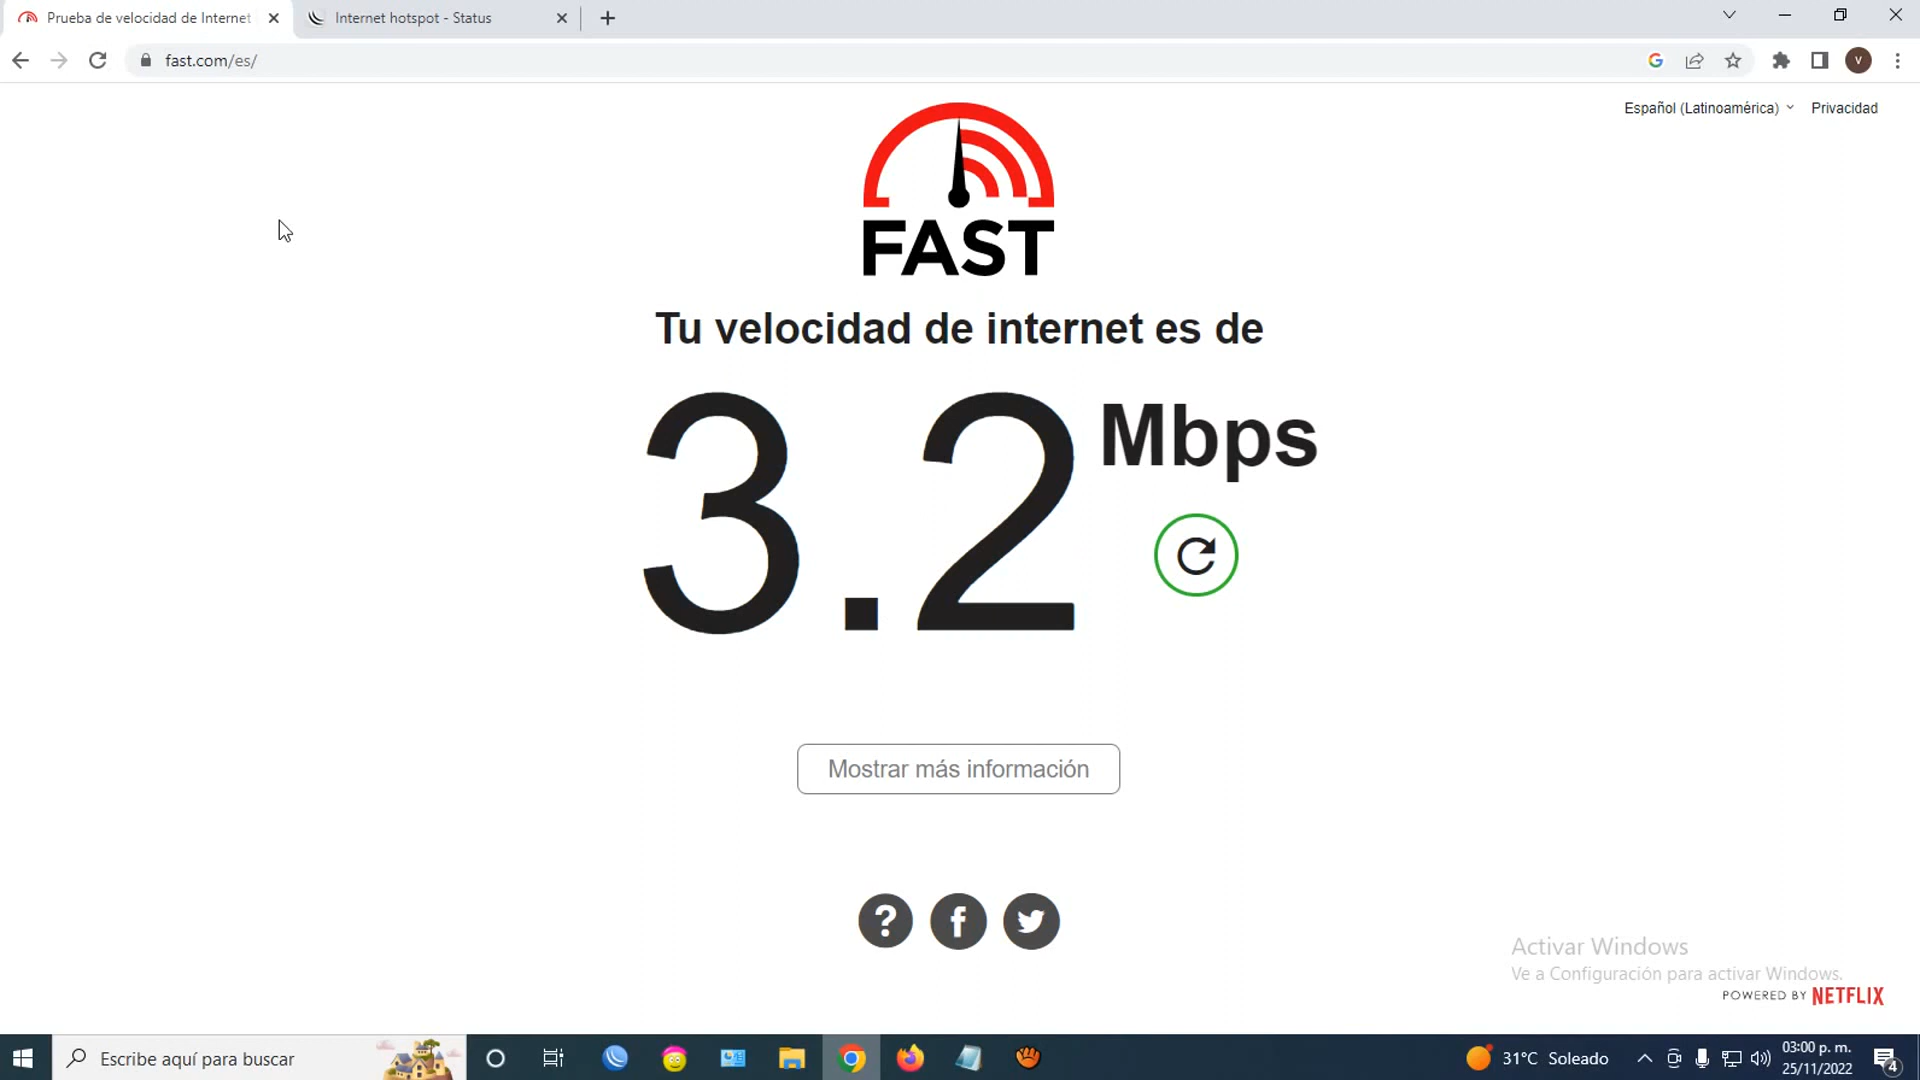 Prueba de velocidad de Internet
Internet hotspot - Status
fast.com/es/
V
Español (Latinoamérica)
Privacidad
FAST
Tu velocidad de internet es de
3.2 Mbps
Mostrar más información
?
f
Activar Windows
Ve a Configuración para activar Windows.
POWERED BY NETFLIX
Escribe aquí para buscar
31°C Soleado
03:00 p. m.
25/11/2022
4